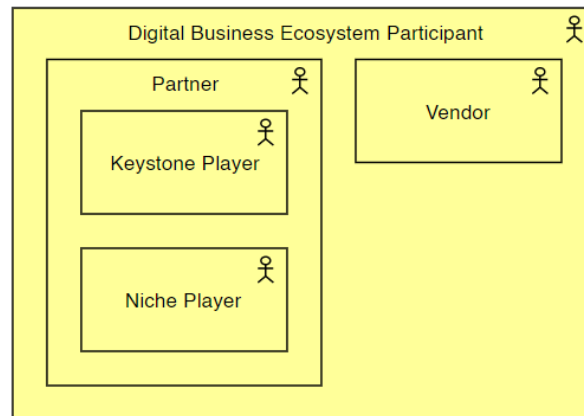 Digital Business Ecosystem Participant
Partner
Vendor
Keystone Player
Niche Player